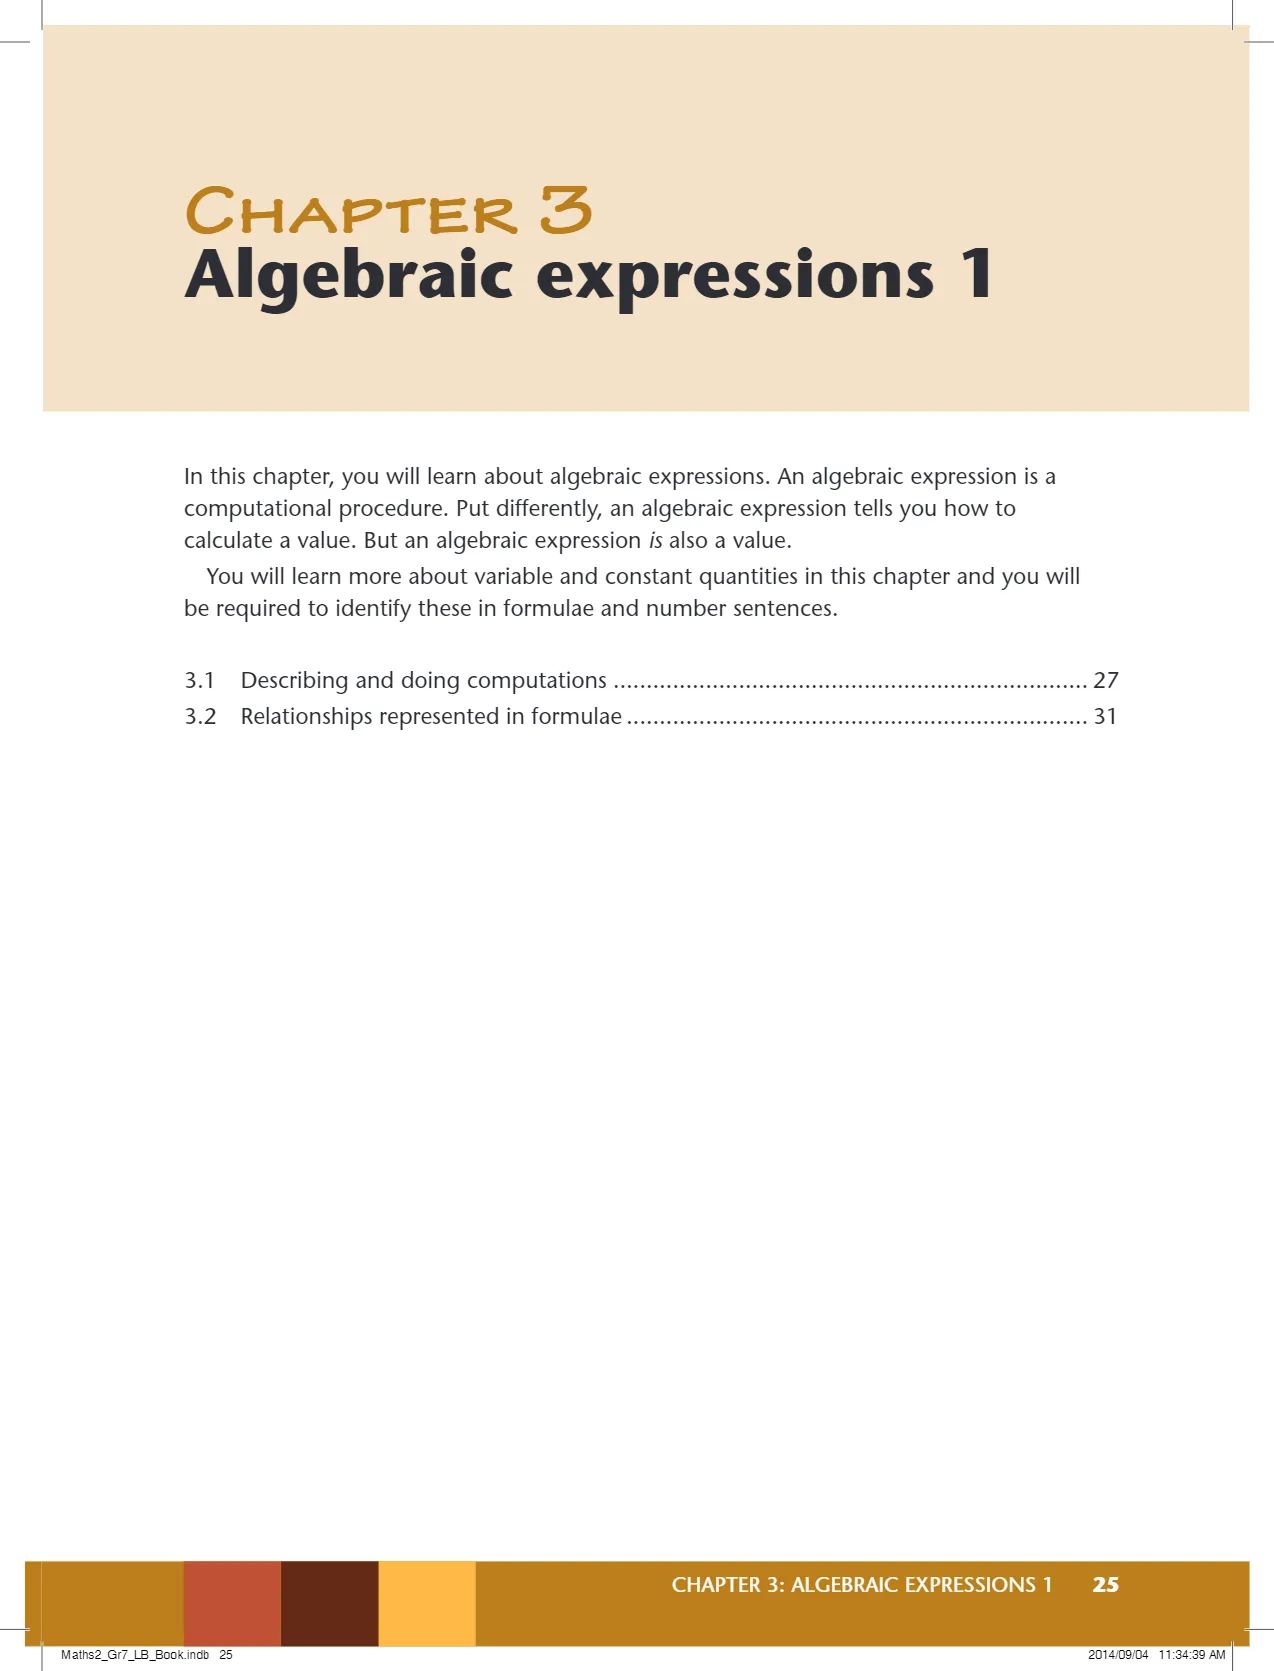 Chapter 3
Algebraic expressions 1
In this chapter, you will learn about algebraic expressions. An algebraic expression is a
computational procedure. Put differently, an algebraic expression tells you how to
calculate a value. But an algebraic expression is also a value.
You will learn more about variable and constant quantities in this chapter and you will
be required to identify these in formulae and number sentences.
3.1 Describing and doing computations ........................................................................ 27
3.2 Relationships represented in formulae ...................................................................... 31
CHAPTER 3: ALGEBRAIC EXPRESSIONS 1 25
Maths2_Gr7_LB_Book.indb 25 2014/09/04 11:34:39 AM